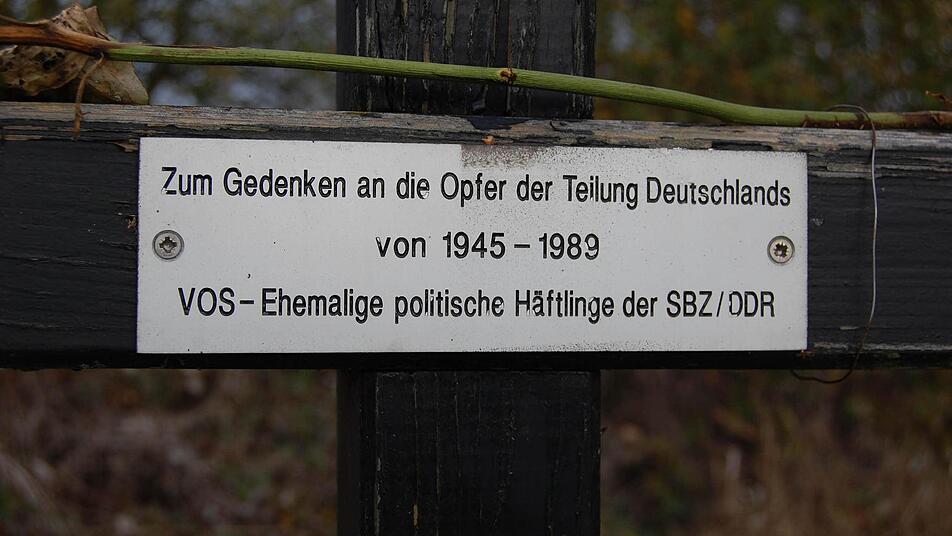 Zum Gedenken an die Opfer der Teilung Deutschlands
von 1945 – 1989
VOS – Ehemalige politische Häftlinge der SBZ/DDR